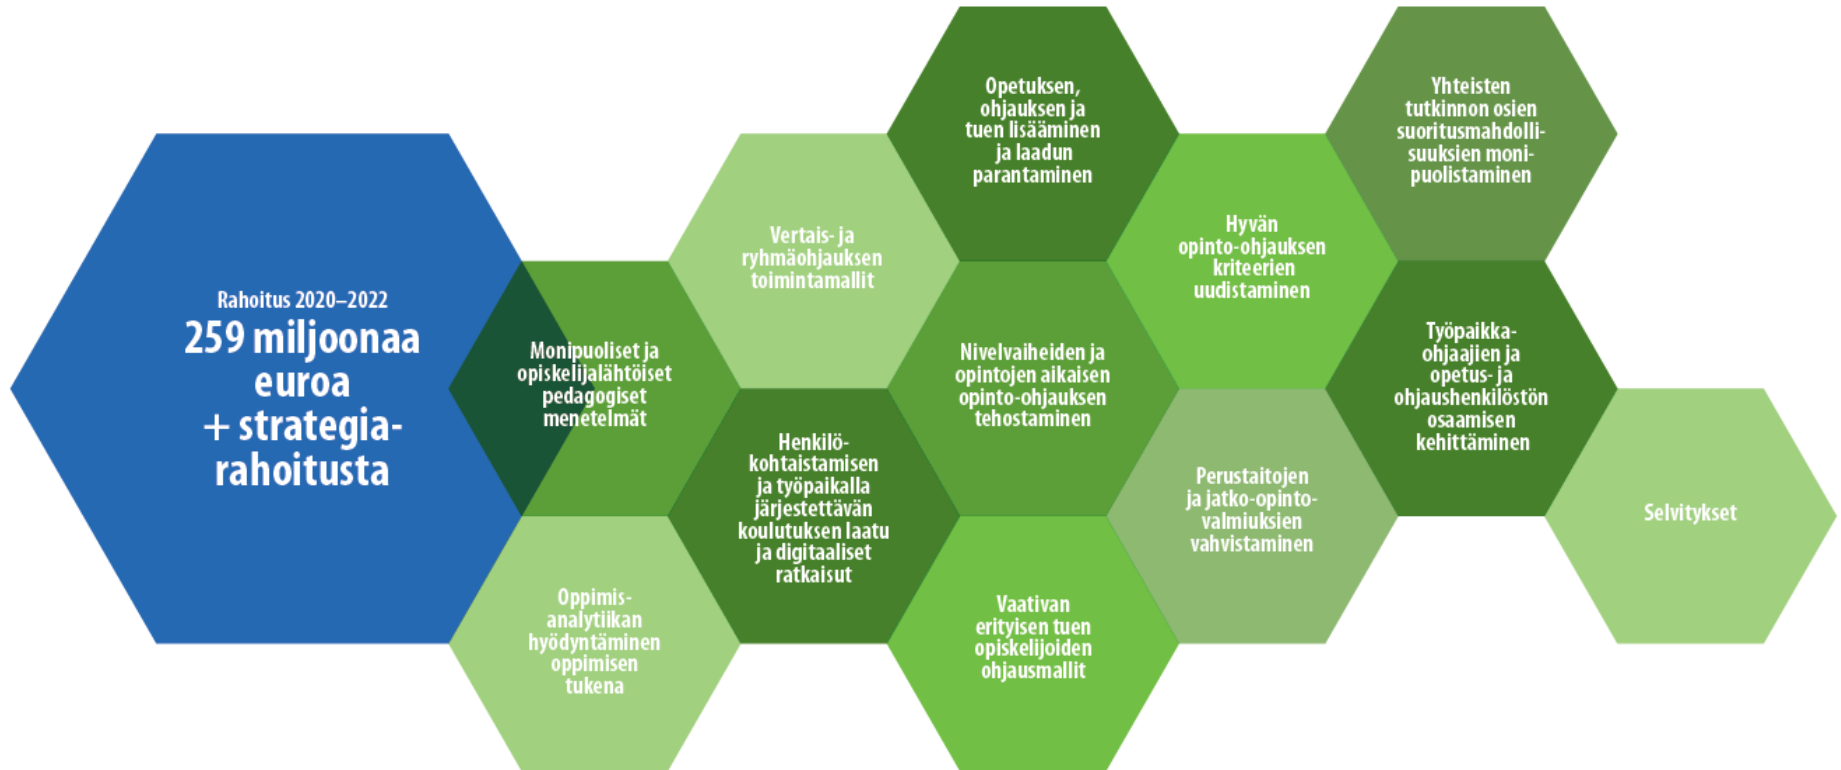 Rahoitus 2020–2022
259 miljoonaa
euroa
+ strategia-
rahoitusta
Monipuoliset ja
opiskelijalähtöiset
pedagogiset
menetelmät
Oppimis-
analytiikan
hyödyntäminen
oppimisen
tukena
Vertais- ja
ryhmäohjauksen
toimintamallit
Henkilö-
kohtaistamisen
ja työpaikalla
järjestettävän
koulutuksen laatu
ja digitaaliset
ratkaisut
Opetuksen,
ohjauksen ja
tuen lisääminen
ja laadun
parantaminen
Nivelvaiheiden ja
opintojen aikaisen
opinto-ohjauksen
tehostaminen
Vaativan
erityisen tuen
opiskelijoiden
ohjausmallit
Hyvän
opinto-ohjauksen
kriteerien
uudistaminen
Perustaitojen
ja jatko-opinto-
valmiuksien
vahvistaminen
Yhteisten
tutkinnon osien
suoritusmahdolli-
suuksien moni-
puolistaminen
Työpaikka-
ohjaajien ja
opetus- ja
ohjaushenkilöstön
osaamisen
kehittäminen
Selvitykset